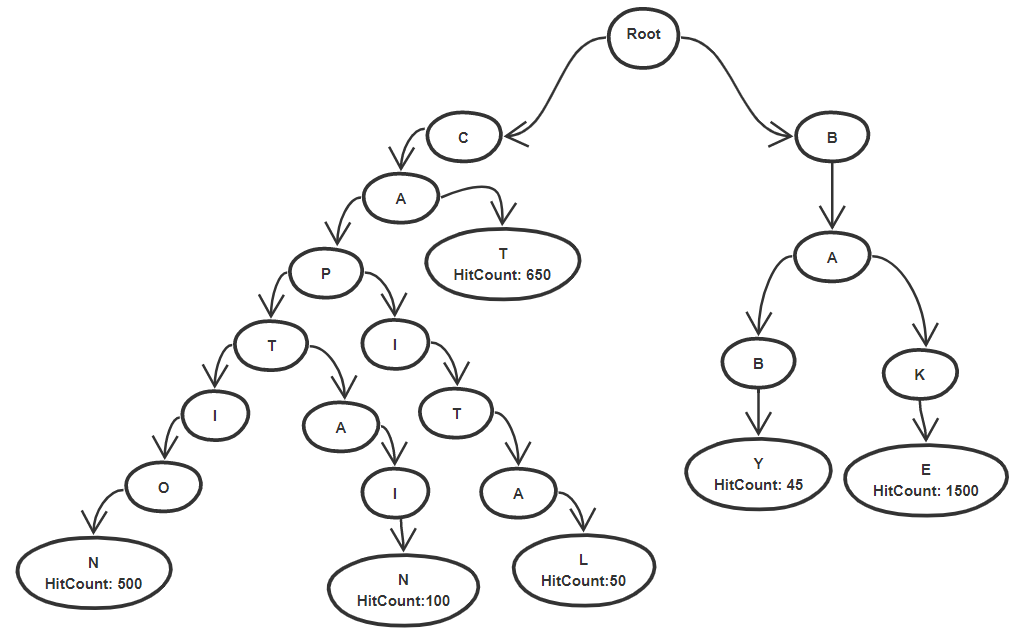 Root
C
B
A
A
T
HitCount: 650
P
T
I
B
K
I
A
T
Y
HitCount: 45
E
HitCount: 1500
O
I
A
N
HitCount: 500
N
HitCount:100
L
HitCount:50